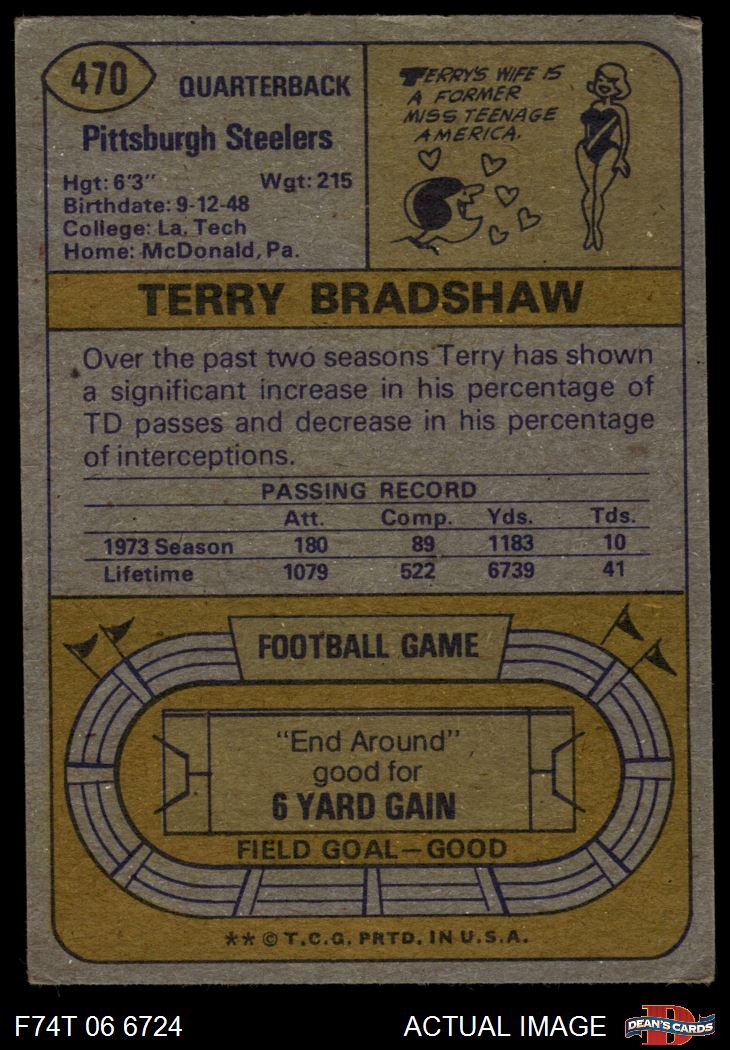 470
QUARTERBACK
Pittsburgh Steelers
Hgt: 6'3" Wgt: 215
Birthdate: 9-12-48
College: La. Tech
Home: McDonald, Pa.
TERRY'S WIFE IS
A FORMER
MISS TEENAGE
AMERICA.
TERRY BRADSHAW
Over the past two seasons Terry has shown
a significant increase in his percentage of
TD passes and decrease in his percentage
of interceptions.
PASSING RECORD
Att. Comp. Yds. Tds.
1973 Season 180 89 1183 10
Lifetime 1079 522 6739 41
FOOTBALL GAME
"End Around"
good for
6 YARD GAIN
FIELD GOAL—GOOD
** © T.C.G. PRTD. IN U.S.A.
F74T 06 6724
ACTUAL IMAGE
D
DEAN'S CARDS